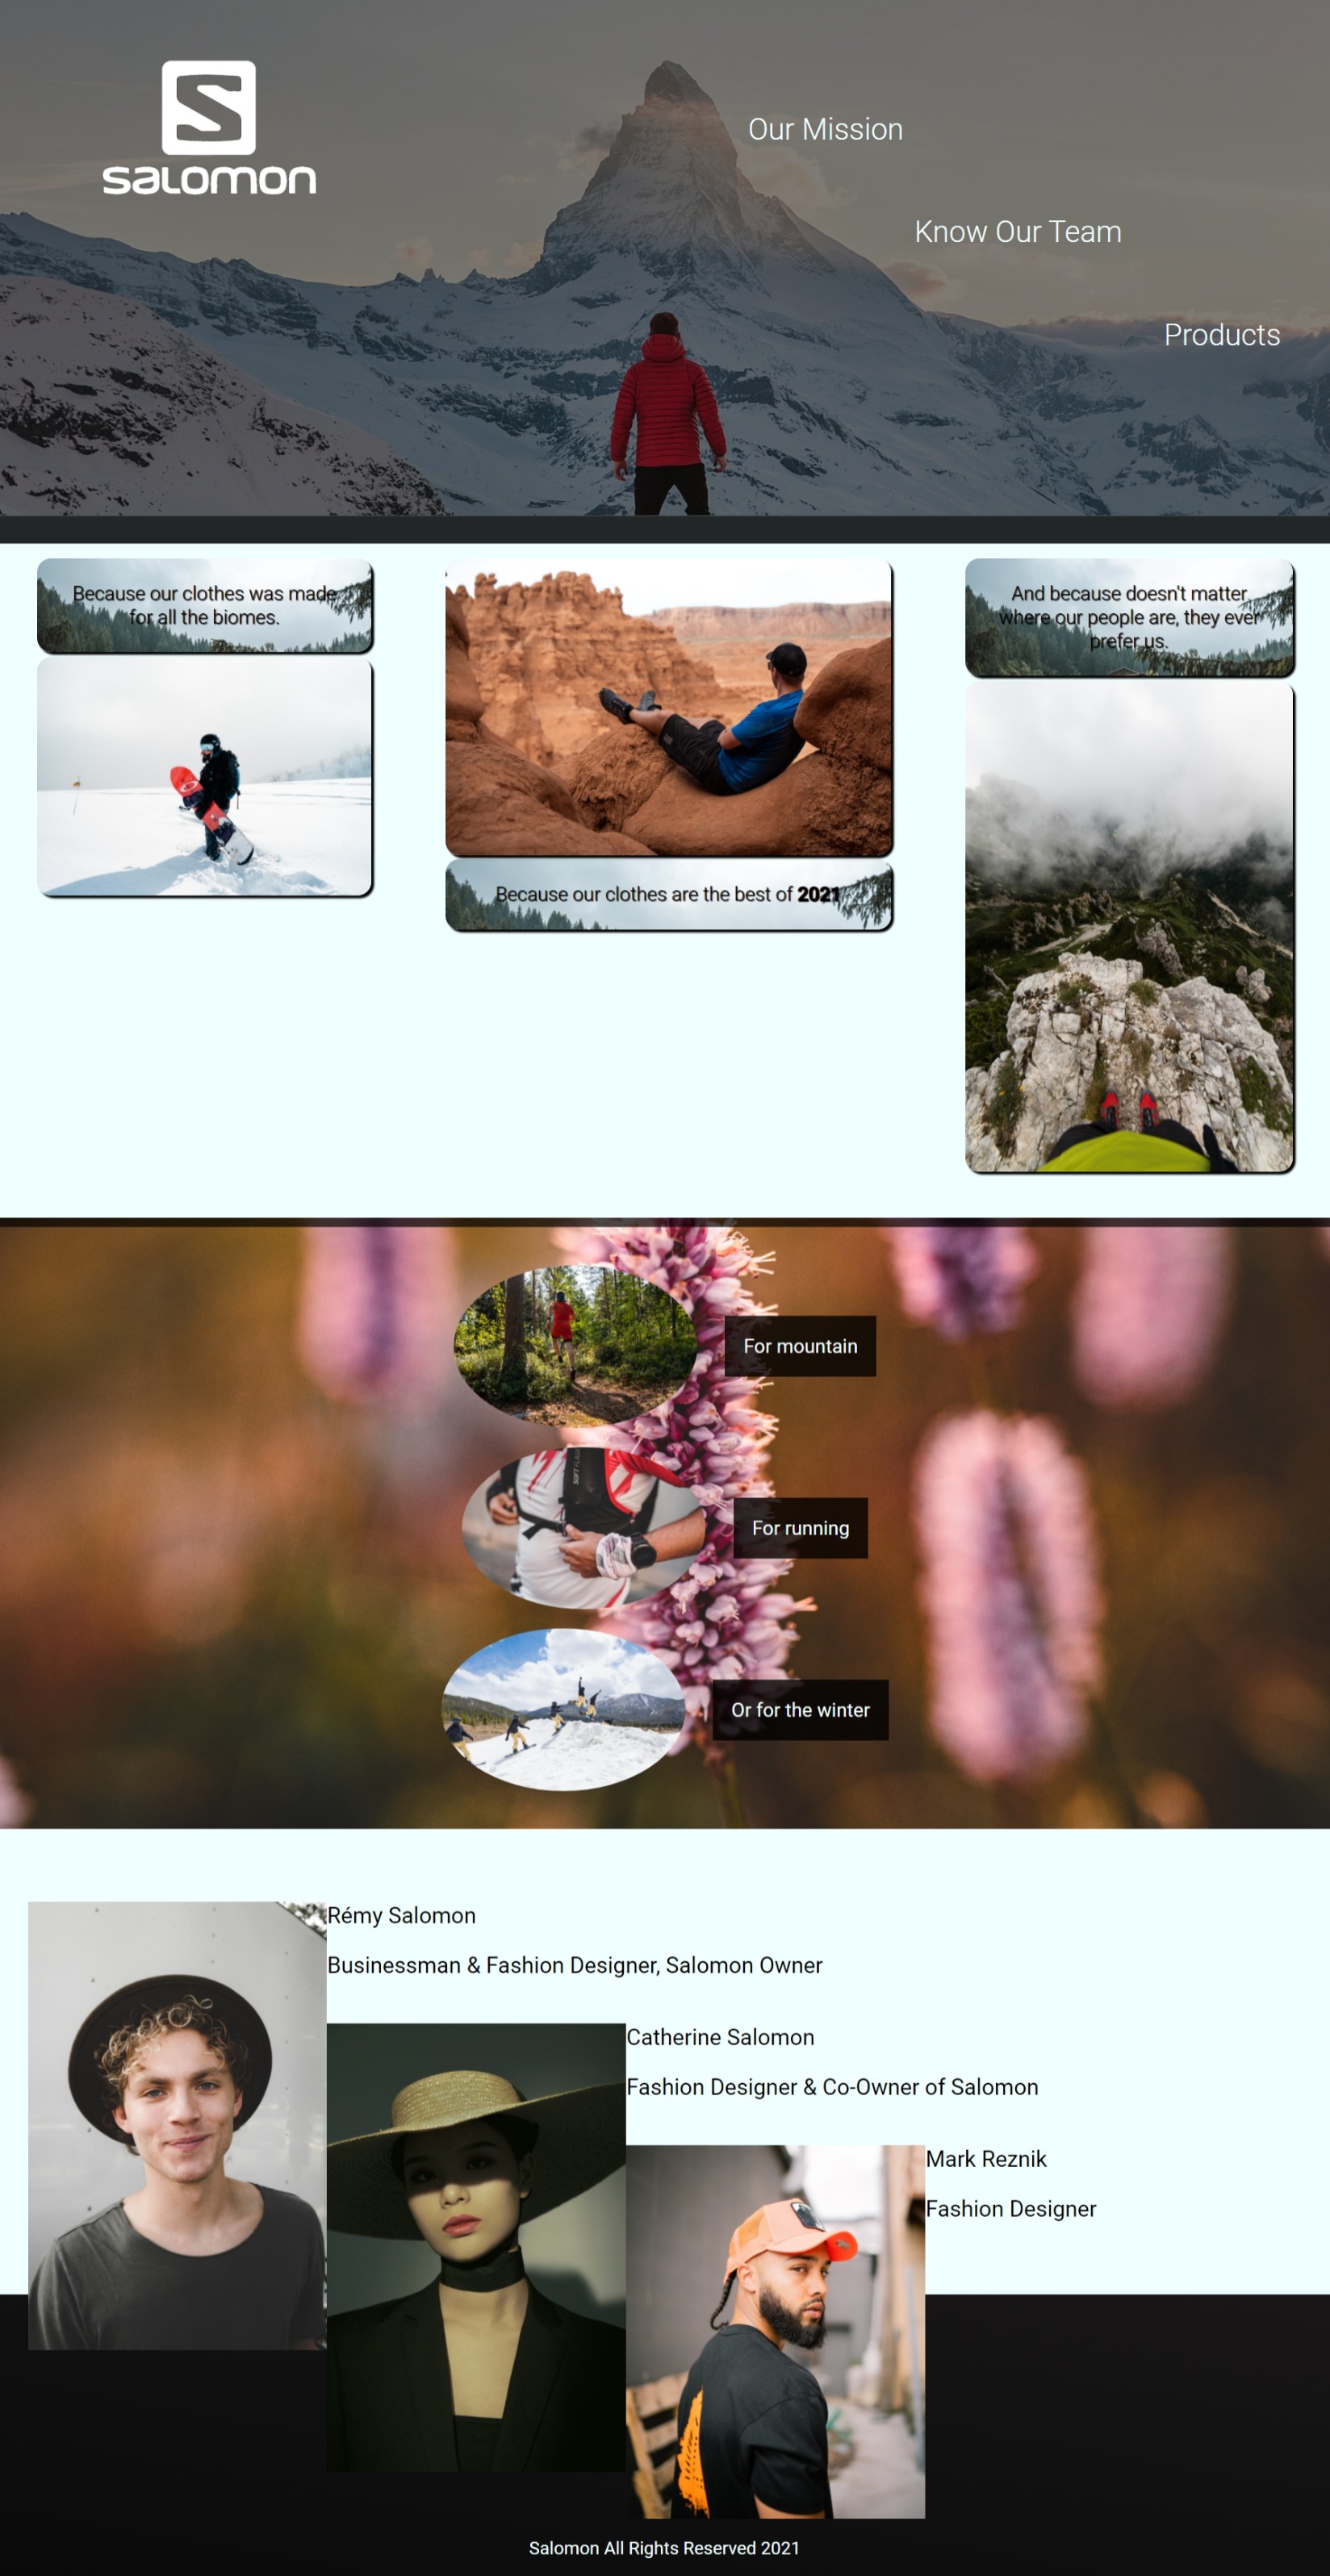 S
salomon
Our Mission
Know Our Team
Products
Because our clothes was made
for all the biomes.
Because our clothes are the best of 2021
And because doesn't matter
where our people are, they ever
prefer us.
For mountain
SOFT
For running
Or for the winter
Rémy Salomon
Businessman & Fashion Designer, Salomon Owner
Catherine Salomon
Fashion Designer & Co-Owner of Salomon
Mark Reznik
Fashion Designer
Salomon All Rights Reserved 2021